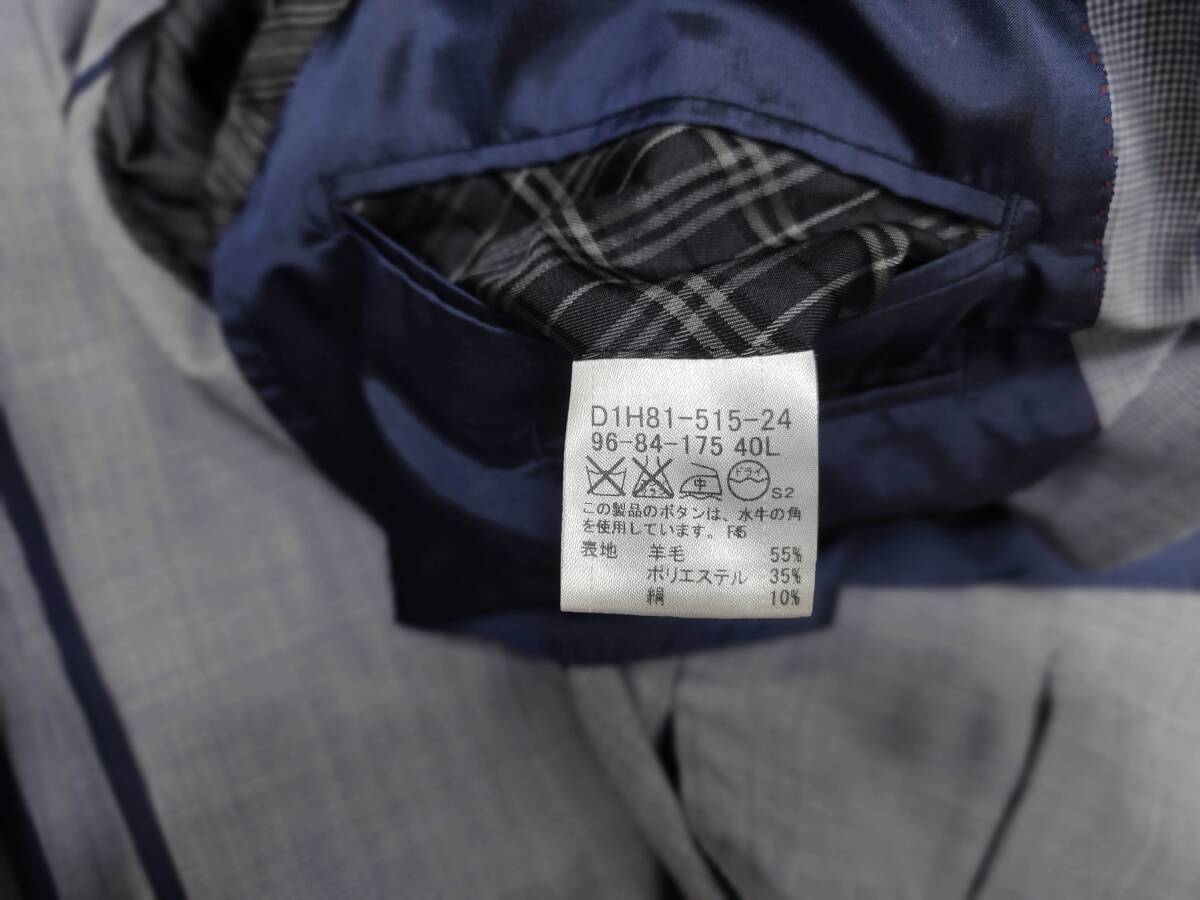 D1H81-515-24
96-84-175 40L
中 ドライ S2
この製品のボタンは、水牛の角
を使用しています。F45
表地 羊毛 55%
ポリエステル 35%
絹 10%